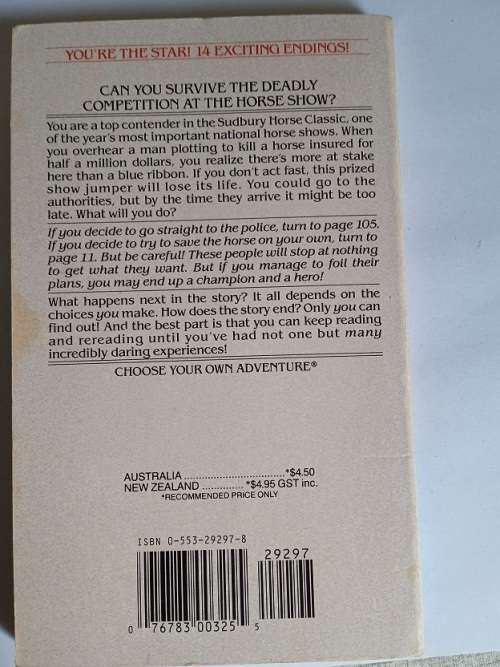 YOU'RE THE STAR! 14 EXCITING ENDINGS!
CAN YOU SURVIVE THE DEADLY
COMPETITION AT THE HORSE SHOW?
You are a top contender in the Sudbury Horse Classic, one
of the year's most important national horse shows. When
you overhear a man plotting to kill a horse insured for
half a million dollars, you realize there's more at stake
here than a blue ribbon. If you don't act fast, this prized
show jumper will lose its life. You could go to the
authorities, but by the time they arrive it might be too
late. What will you do?
If you decide to go straight to the police, turn to page 105.
If you decide to try to save the horse on your own, turn to
page 11. But be careful! These people will stop at nothing
to get what they want. But if you manage to foil their
plans, you may end up a champion and a hero!
What happens next in the story? It all depends on the
choices you make. How does the story end? Only you can
find out! And the best part is that you can keep reading
and rereading until you've had not one but many
incredibly daring experiences!
CHOOSE YOUR OWN ADVENTURE®
AUSTRALIA ................................*$4.50
NEW ZEALAND ............. *$4.95 GST inc.
*RECOMMENDED PRICE ONLY
ISBN 0-553-29297-8
29297
0 76783 00325 5